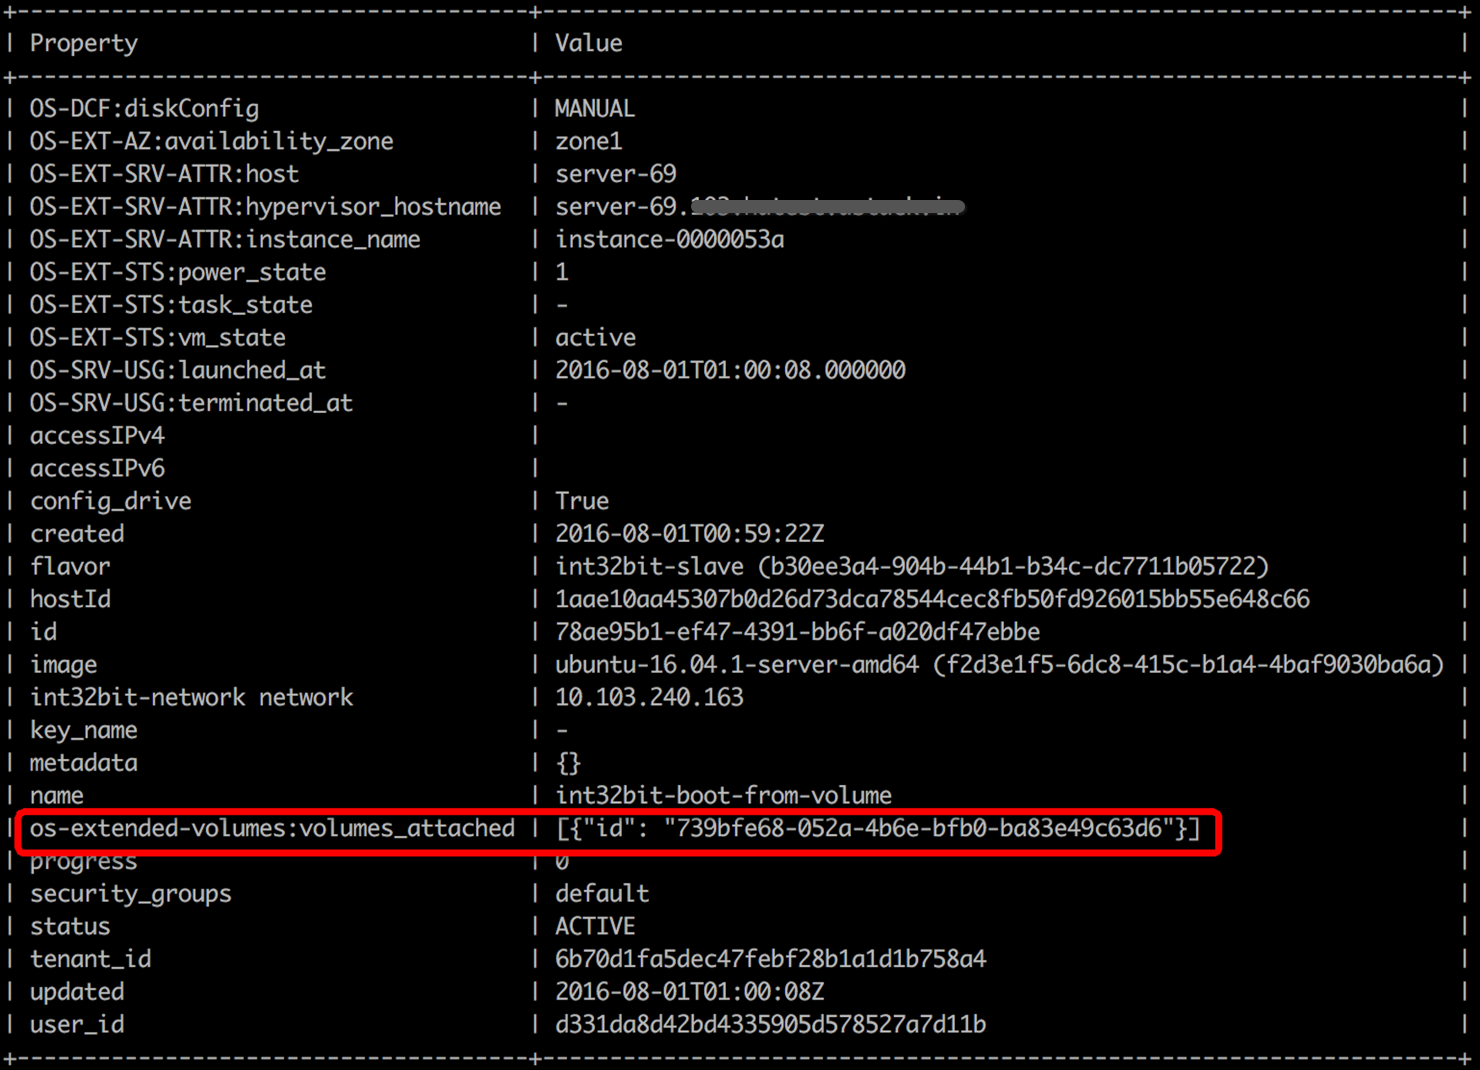 +---------------------------------------+----------------------------------------------------------------------+
| Property | Value |
+---------------------------------------+----------------------------------------------------------------------+
| OS-DCF:diskConfig | MANUAL |
| OS-EXT-AZ:availability_zone | zone1 |
| OS-EXT-SRV-ATTR:host | server-69 |
| OS-EXT-SRV-ATTR:hypervisor_hostname | server-69. |
| OS-EXT-SRV-ATTR:instance_name | instance-0000053a |
| OS-EXT-STS:power_state | 1 |
| OS-EXT-STS:task_state | - |
| OS-EXT-STS:vm_state | active |
| OS-SRV-USG:launched_at | 2016-08-01T01:00:08.000000 |
| OS-SRV-USG:terminated_at | - |
| accessIPv4 | |
| accessIPv6 | |
| config_drive | True |
| created | 2016-08-01T00:59:22Z |
| flavor | int32bit-slave (b30ee3a4-904b-44b1-b34c-dc7711b05722) |
| hostId | 1aae10aa45307b0d26d73dca78544cec8fb50fd926015bb55e648c66 |
| id | 78ae95b1-ef47-4391-bb6f-a020df47ebbe |
| image | ubuntu-16.04.1-server-amd64 (f2d3e1f5-6dc8-415c-b1a4-4baf9030ba6a) |
| int32bit-network network | 10.103.240.163 |
| key_name | - |
| metadata | {} |
| name | int32bit-boot-from-volume |
| os-extended-volumes:volumes_attached | [{"id": "739bfe68-052a-4b6e-bfb0-ba83e49c63d6"}] |
| progress | 0 |
| security_groups | default |
| status | ACTIVE |
| tenant_id | 6b70d1fa5dec47febf28b1a1d1b758a4 |
| updated | 2016-08-01T01:00:08Z |
| user_id | d331da8d42bd4335905d578527a7d11b |
+---------------------------------------+----------------------------------------------------------------------+